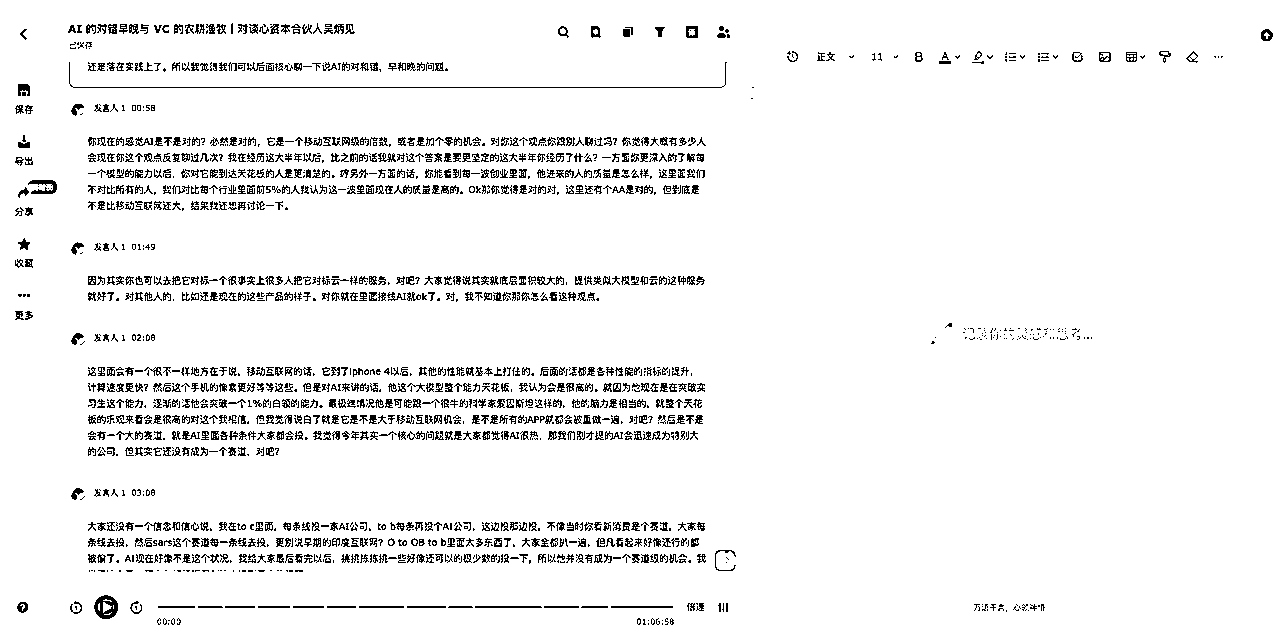 AI 的对错早晚与 VC 的农耕渔牧 | 对谈心资本合伙人吴炳见
已保存
还是落在实践上了。所以我觉得我们可以后面核心聊一下说AI的对和错，早和晚的问题。
保存
导出
分享
收藏
更多
发言人 1 00:58
你现在的感觉AI是不是对的？必然是对的，它是一个移动互联网级的倍数，或者是加个零的机会。对你这个观点你跟别人聊过吗？你觉得大概有多少人
会现在你这个观点反复聊过几次？我在经历这大半年以后，比之前的话我就对这个答案是要更坚定的这大半年你经历了什么？一方面你更深入的了解每
一个模型的能力以后，你对它能到达天花板的人是更清楚的。 另外一方面的话，你能看到每一波创业里面，他进来的人的质量是怎么样，这里面我们
不对比所有的人，我们对比每个行业里面前5%的人我认为这一波里面现在人的质量是高的。Ok那你觉得是对的对，这里还有个AA是对的，但到底是
不是比移动互联网还大，结果我还想再讨论一下。
发言人 1 01:49
因为其实你也可以去把它对标一个很事实上很多人把它对标云一样的服务，对吧？大家觉得说其实就底层面积较大的，提供类似大模型和云的这种服务
就好了。对其他人的，比如还是现在的这些产品的样子。对你就在里面接线AI就ok了。对，我不知道你那你怎么看这种观点。
发言人 1 02:08
这里面会有一个很不一样地方在于说，移动互联网的话，它到了iphone 4以后，其他的性能就基本上打住的。后面的话都是各种性能的指标的提升，
计算速度更快？然后这个手机的像素更好等等这些。但是对AI来讲的话，他这个大模型整个能力天花板，我认为会是很高的。就因为他现在是在突破实
习生这个能力，逐渐的话他会突破一个1%的白领的能力。最极端情况他是可能跟一个很牛的科学家爱因斯坦这样的，他的脑力是相当的，就整个天花
板的乐观来看会是很高的对这个我相信。但我觉得说白了就是它是不是大于移动互联网机会，是不是所有的APP就都会被重做一遍，对吧？然后是不是
会有一个大的赛道，就是AI里面各种条件大家都会投。我觉得今年其实一个核心的问题就是大家都觉得AI很热，那我们刚才提的AI会迅速成为特别大
的公司，但其实它还没有成为一个赛道，对吧？
发言人 1 03:08
大家还没有一个信念和信心说，我在to c里面，每条线投一家AI公司，to b每条再投个AI公司，这边投那边投。不像当时你看新消费是个赛道，大家每
条线去投，然后sars这个赛道每一条线去投，更别说早期的印度互联网？O to OB to b里面太多东西了，大家全都扒一遍，但凡看起来好像还行的都
被偷了。AI现在好像不是这个状况，我给大家最后看完以后，挑挑拣拣挑一些好像还可以的极少数的投一下，所以他并没有成为一个赛道级的机会。我
00:00
01:06:58
倍速
正文
11
记录你的灵感和思考...